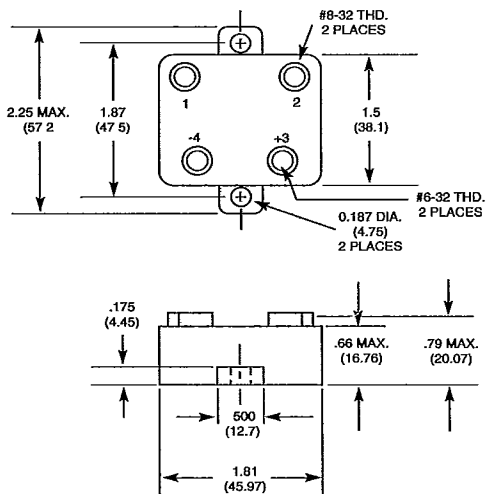 #8-32 THD.
2 PLACES
2.25 MAX.
(57 2
1.87
(47 5)
1
2
-4
+3
1.5
(38.1)
#6-32 THD.
2 PLACES
0.187 DIA.
(4.75)
2 PLACES
.175
(4.45)
.66 MAX.
(16.76)
.79 MAX.
(20.07)
500
(12.7)
1.81
(45.97)